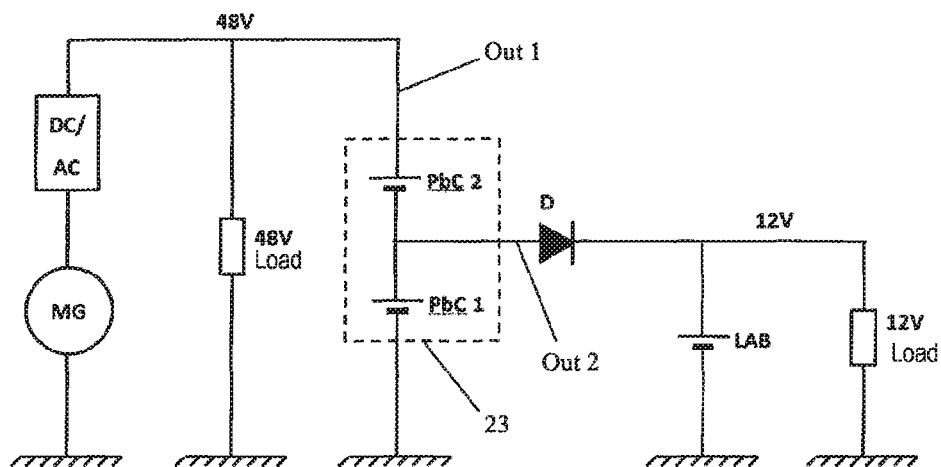 48V
Out 1
DC/
AC
PbC 2
D
12V
48V
Load
MG
PbC 1
Out 2
LAB
12V
Load
23